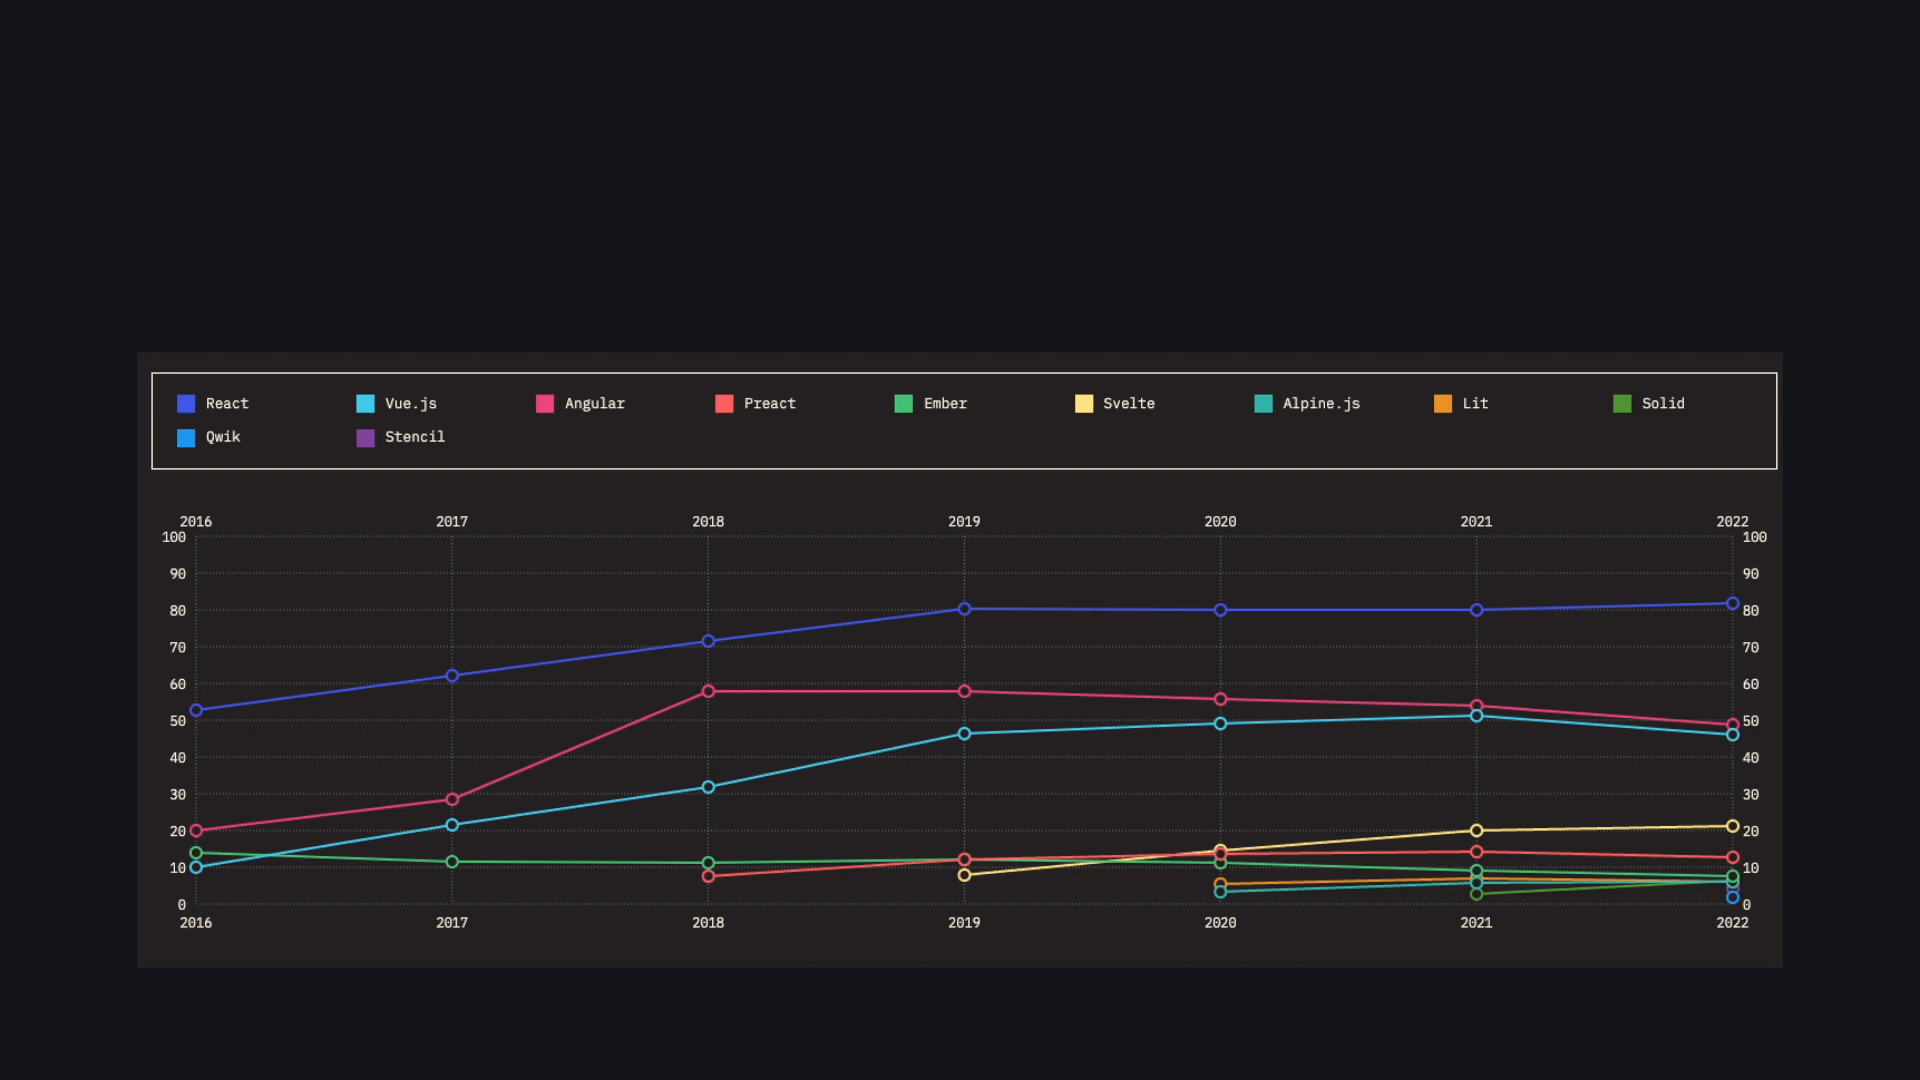 React Vue.js Angular Preact Ember Svelte Alpine.js Lit Solid
Qwik Stencil
2016 2017 2018 2019 2020 2021 2022
100 100
90 90
80 80
70 70
60 60
50 50
40 40
30 30
20 20
10 10
0 0
2016 2017 2018 2019 2020 2021 2022